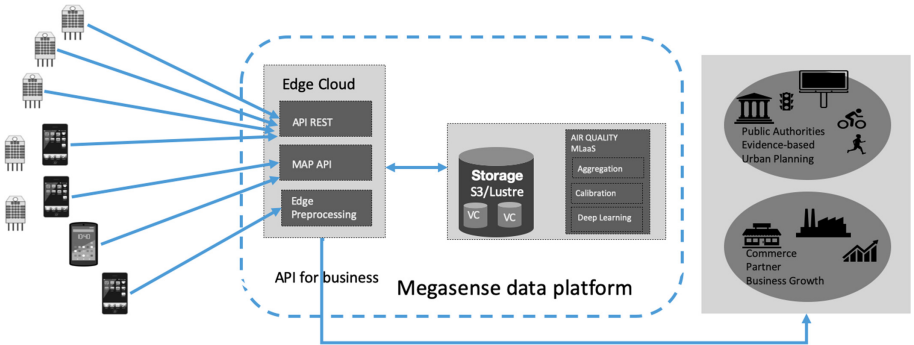 Edge Cloud
API REST
MAP API
Edge
Preprocessing
API for business
Storage
S3/Lustre
VC
VC
AIR QUALITY
MLaaS
Aggregation
Calibration
Deep Learning
Megasense data platform
Public Authorities
Evidence-based
Urban Planning
Commerce
Partner
Business Growth